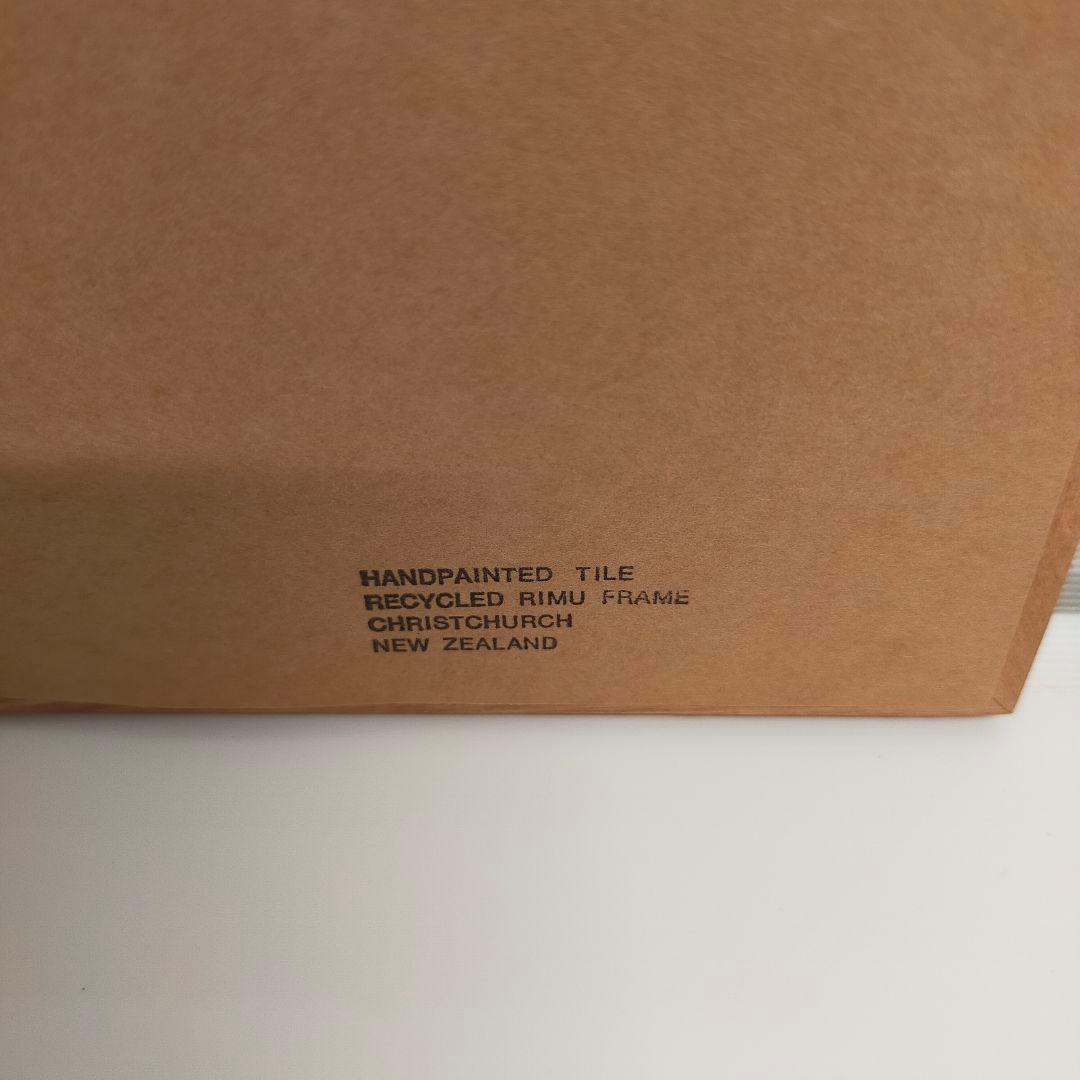 HANDPAINTED TILE
RECYCLED RIMU FRAME
CHRISTCHURCH
NEW ZEALAND